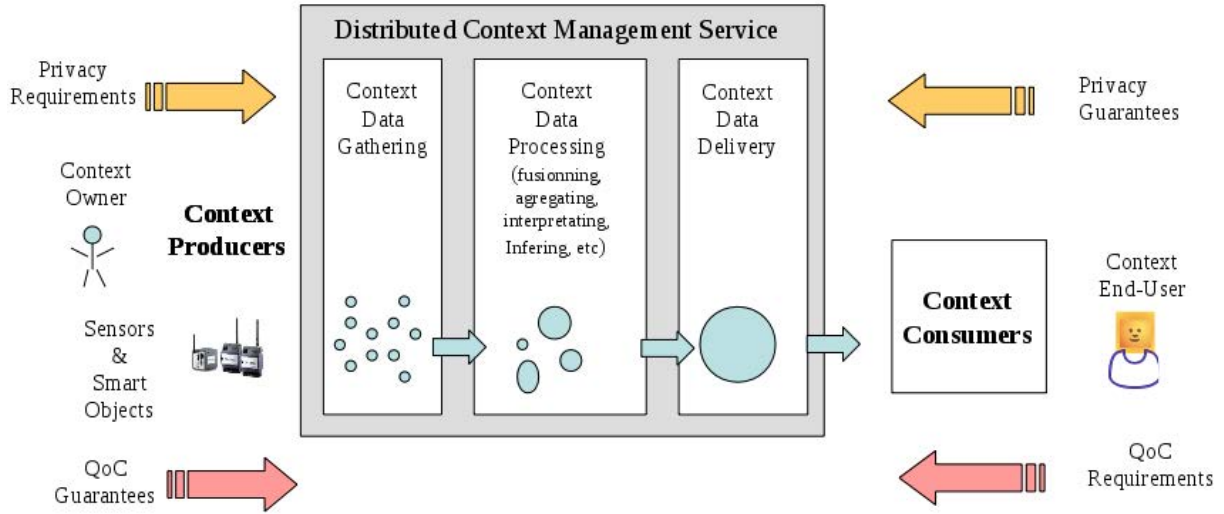 Distributed Context Management Service
Privacy
Requirements
Context
Data
Gathering
Context
Data
Processing
(fusionning,
agregating,
interpretating,
Infering, etc)
Context
Data
Delivery
Privacy
Guarantees
Context
Owner
Context
Producers
Sensors
&
Smart
Objects
Context
Consumers
Context
End-User
QoC
Guarantees
QoC
Requirements